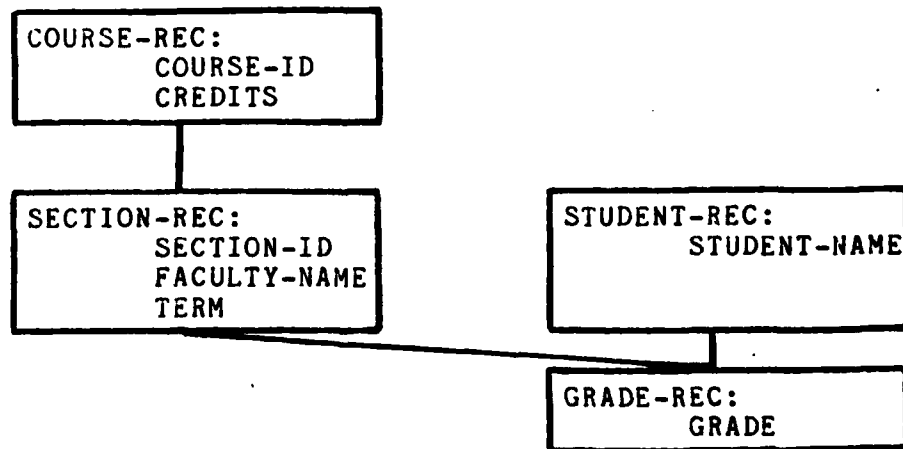 COURSE-REC:
COURSE-ID
CREDITS
SECTION-REC:
SECTION-ID
FACULTY-NAME
TERM
STUDENT-REC:
STUDENT-NAME
GRADE-REC:
GRADE